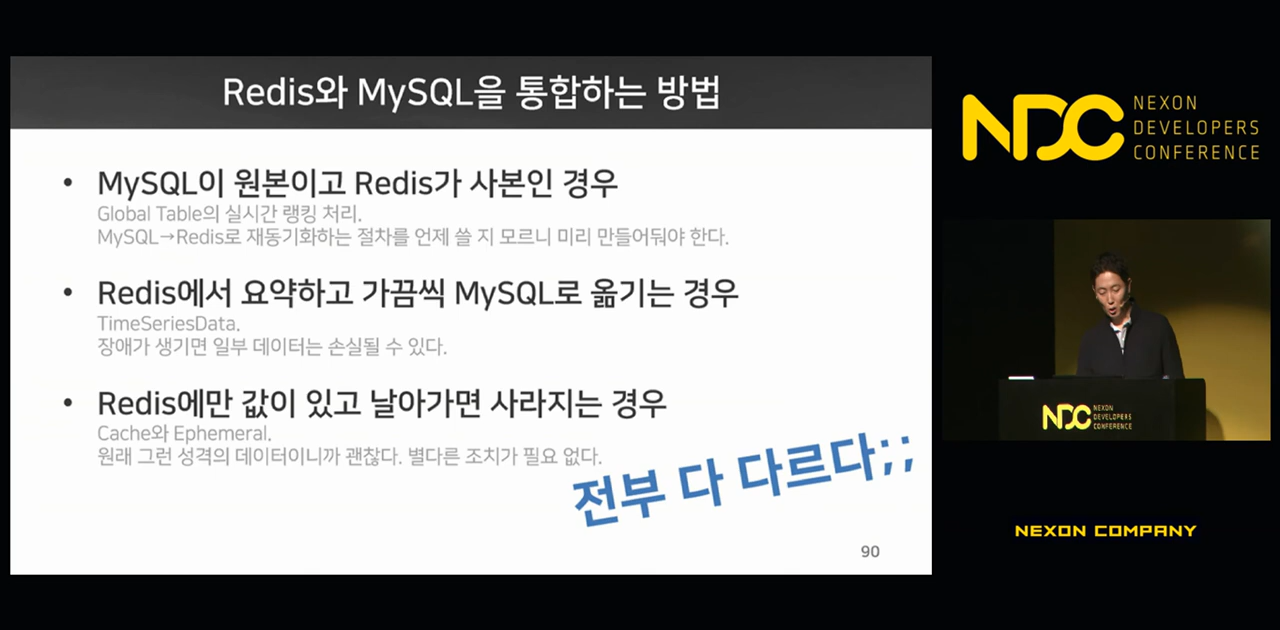 Redis와 MySQL을 통합하는 방법
• MySQL이 원본이고 Redis가 사본인 경우
Global Table의 실시간 랭킹 처리.
MySQL→Redis로 재동기화하는 절차를 언제 쓸 지 모르니 미리 만들어둬야 한다.
• Redis에서 요약하고 가끔씩 MySQL로 옮기는 경우
TimeSeriesData.
장애가 생기면 일부 데이터는 손실될 수 있다.
• Redis에만 값이 있고 날아가면 사라지는 경우
Cache와 Ephemeral.
원래 그런 성격의 데이터이니까 괜찮다. 별다른 조치가 필요 없다.
전부 다 다르다;;
90
NDC
NEXON
DEVELOPERS
CONFERENCE
NDC
NEXON
DEVELOPERS
CONFERENCE
NEXON COMPANY